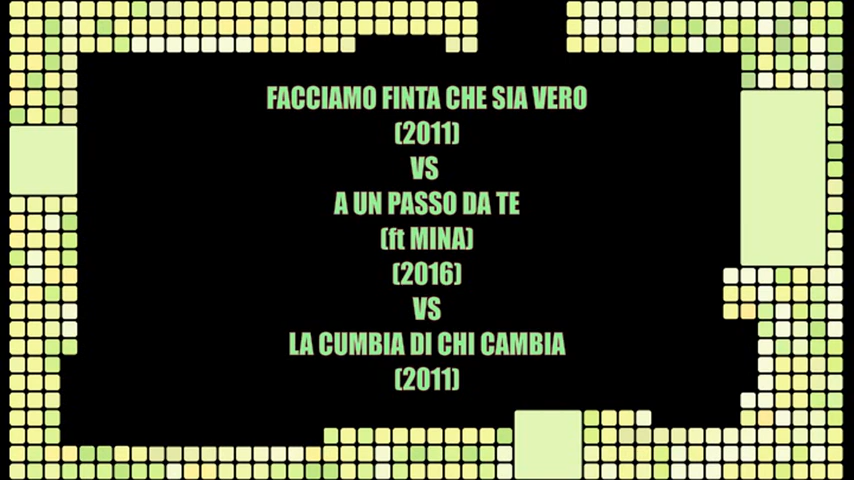 FACCIAMO FINTA CHE SIA VERO
(2011)
VS
A UN PASSO DA TE
(ft MINA)
(2016)
VS
LA CUMBIA DI CHI CAMBIA
(2011)